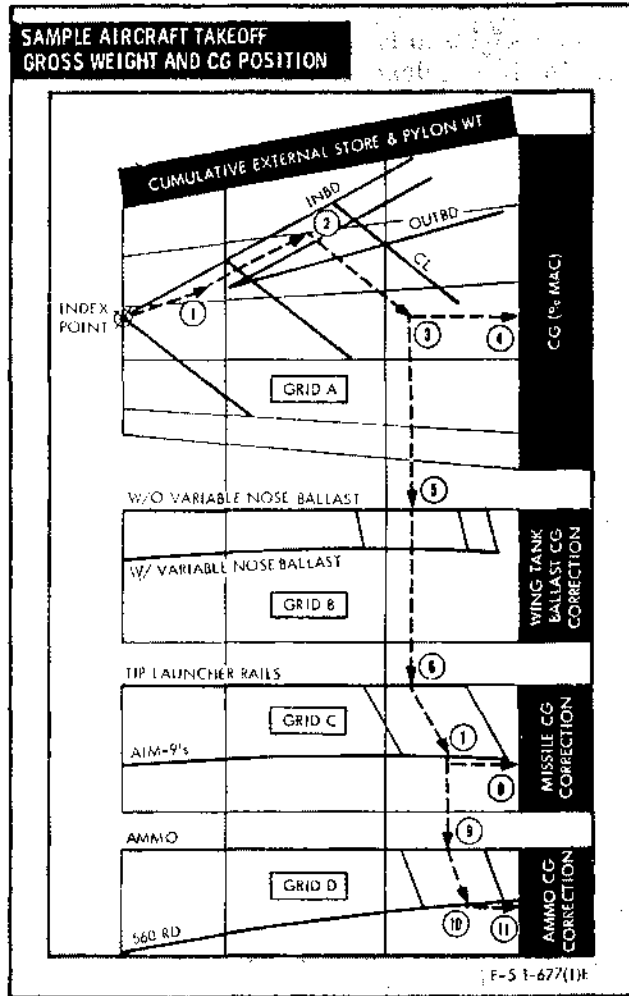 SAMPLE AIRCRAFT TAKEOFF
GROSS WEIGHT AND CG POSITION
CUMULATIVE EXTERNAL STORE & PYLON WT
INBD
OUTBD
CL
2
1
INDEX
POINT
3
4
GRID A
CG (% MAC)
5
W/O VARIABLE NOSE BALLAST
W/ VARIABLE NOSE BALLAST
GRID B
WING TANK
BALLAST CG
CORRECTION
6
TIP LAUNCHER RAILS
GRID C
7
AIM-9's
8
MISSILE CG
CORRECTION
9
AMMO
GRID D
560 RD
10
11
AMMO CG
CORRECTION